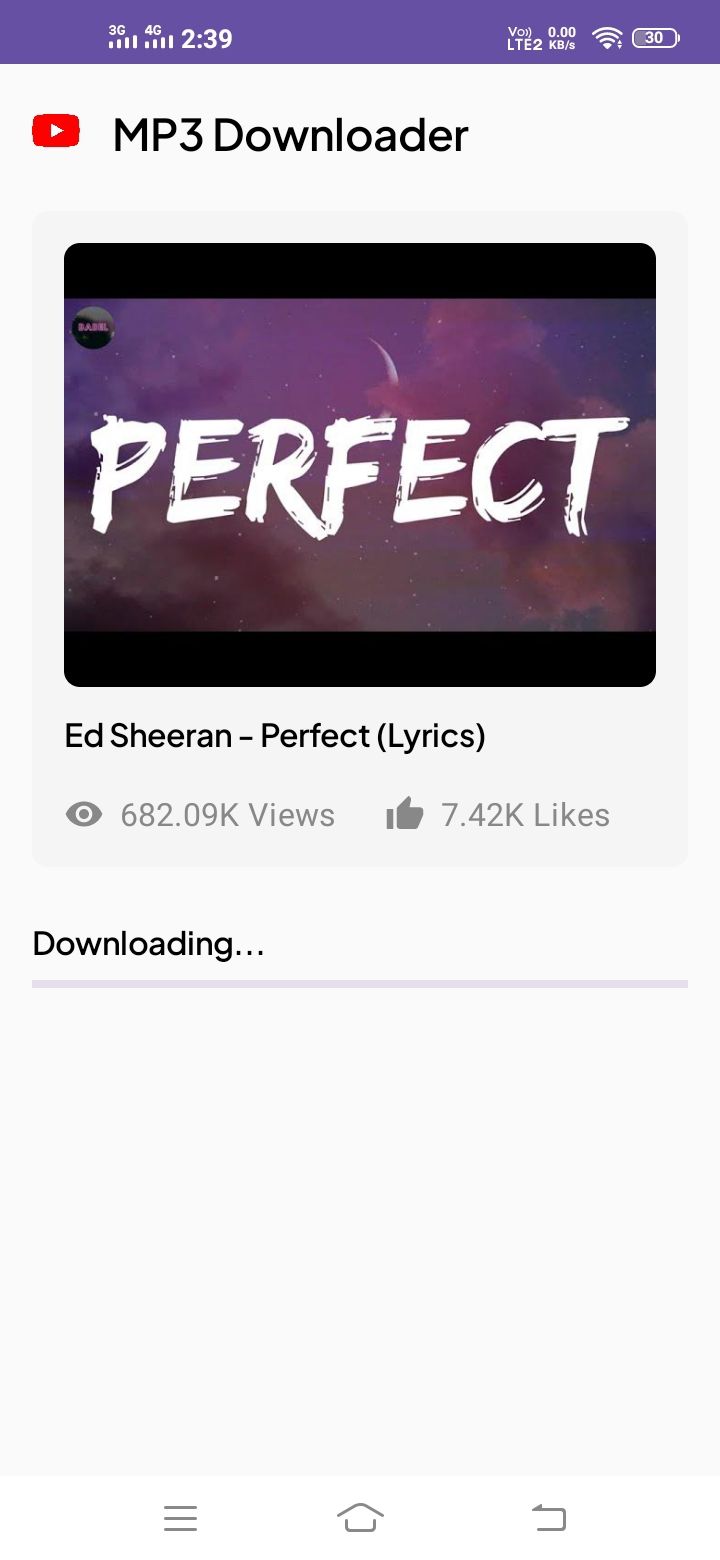 3G 4G 2:39 Vo)) LTE2 0.00 KB/s 30
MP3 Downloader
BABEL
PERFECT
Ed Sheeran - Perfect (Lyrics)
682.09K Views 7.42K Likes
Downloading...